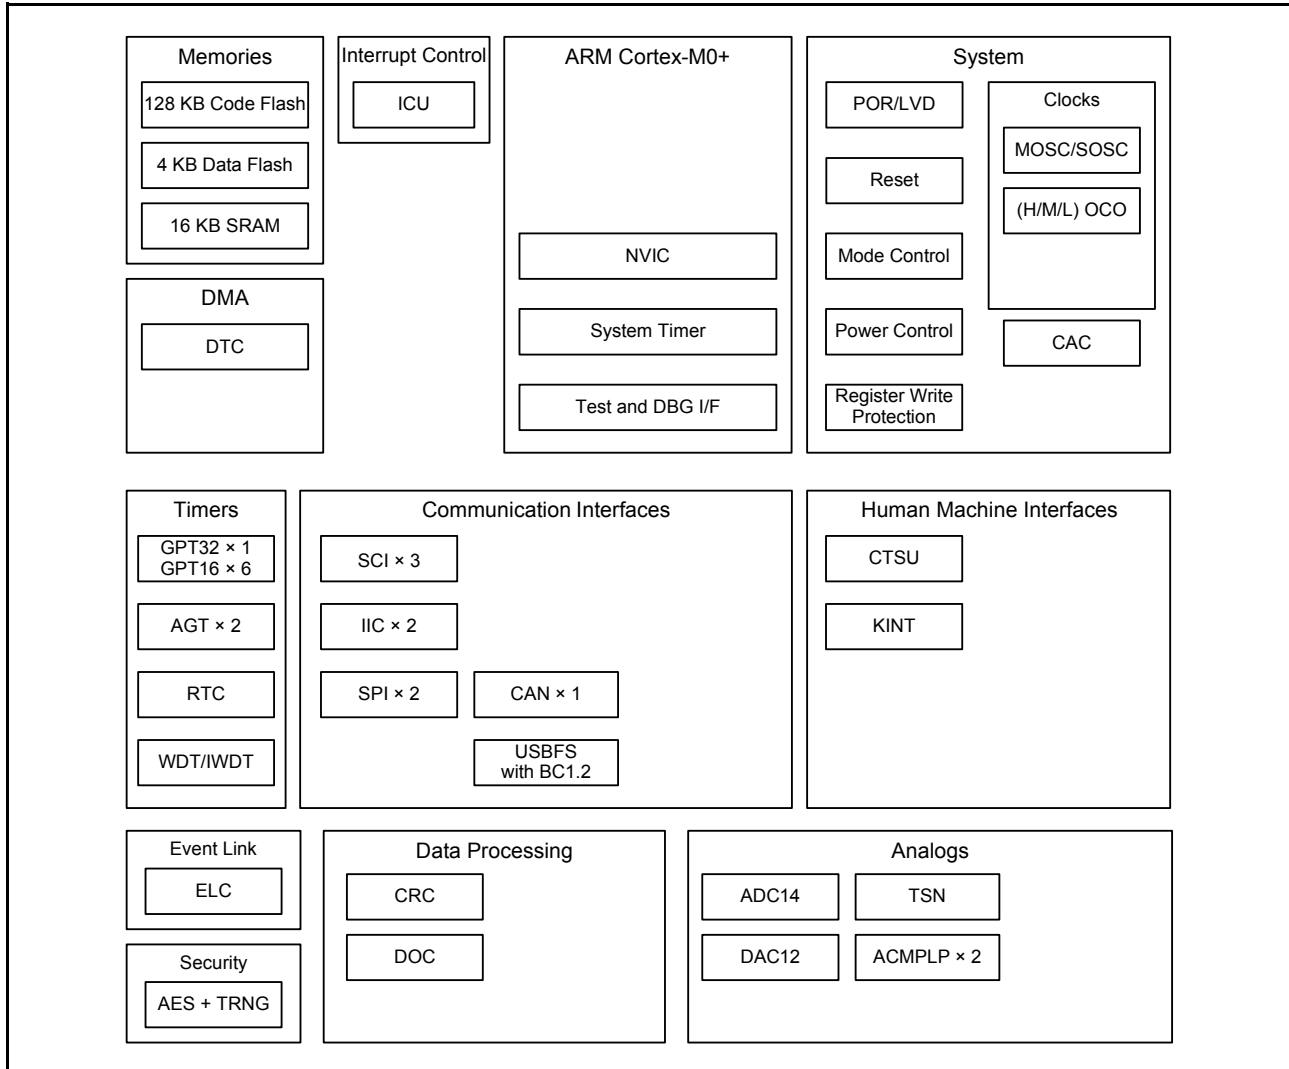 Memories
128 KB Code Flash
4 KB Data Flash
16 KB SRAM
DMA
DTC
Interrupt Control
ICU
ARM Cortex-M0+
NVIC
System Timer
Test and DBG I/F
System
POR/LVD
Reset
Mode Control
Power Control
Register Write
Protection
Clocks
MOSC/SOSC
(H/M/L) OCO
CAC
Timers
GPT32 × 1
GPT16 × 6
AGT × 2
RTC
WDT/IWDT
Communication Interfaces
SCI × 3
IIC × 2
SPI × 2
CAN × 1
USBFS
with BC1.2
Human Machine Interfaces
CTSU
KINT
Event Link
ELC
Security
AES + TRNG
Data Processing
CRC
DOC
Analogs
ADC14
TSN
DAC12
ACMPLP × 2